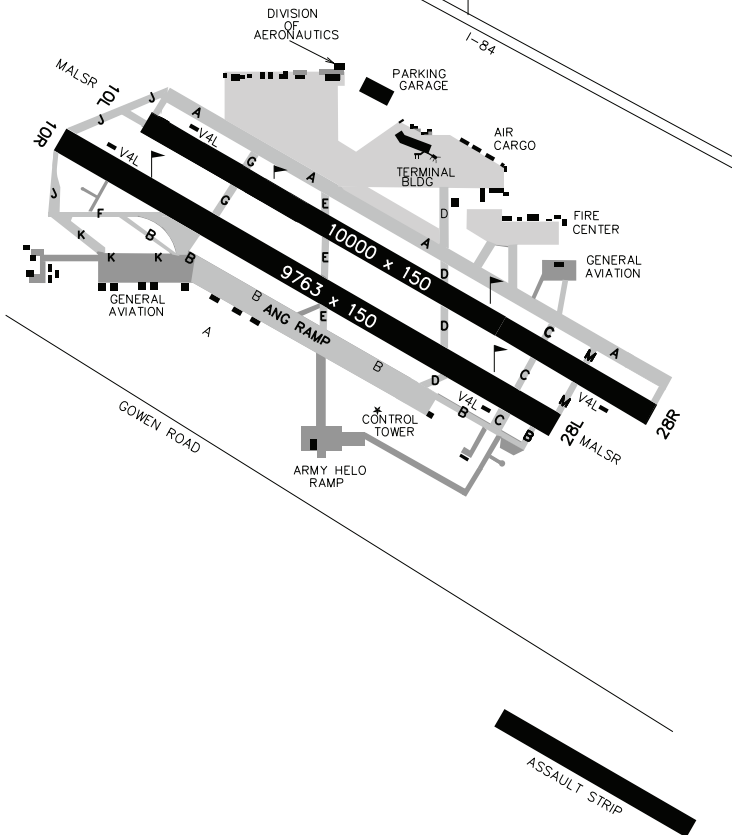 DIVISION
OF
AERONAUTICS
I-84
PARKING
GARAGE
MALSR
10L
J
J
A
10R
V4L
V4L
G
A
AIR
CARGO
TERMINAL
BLDG
J
G
E
D
FIRE
CENTER
F
K
B
10000 x 150
A
K
K
B
E
D
GENERAL
AVIATION
9763 x 150
GENERAL
AVIATION
B
ANG RAMP
E
D
C
M
A
A
B
D
C
V4L
B
C
M
V4L
B
28L
28R
MALSR
CONTROL
TOWER
GOWEN ROAD
ARMY HELO
RAMP
ASSAULT STRIP